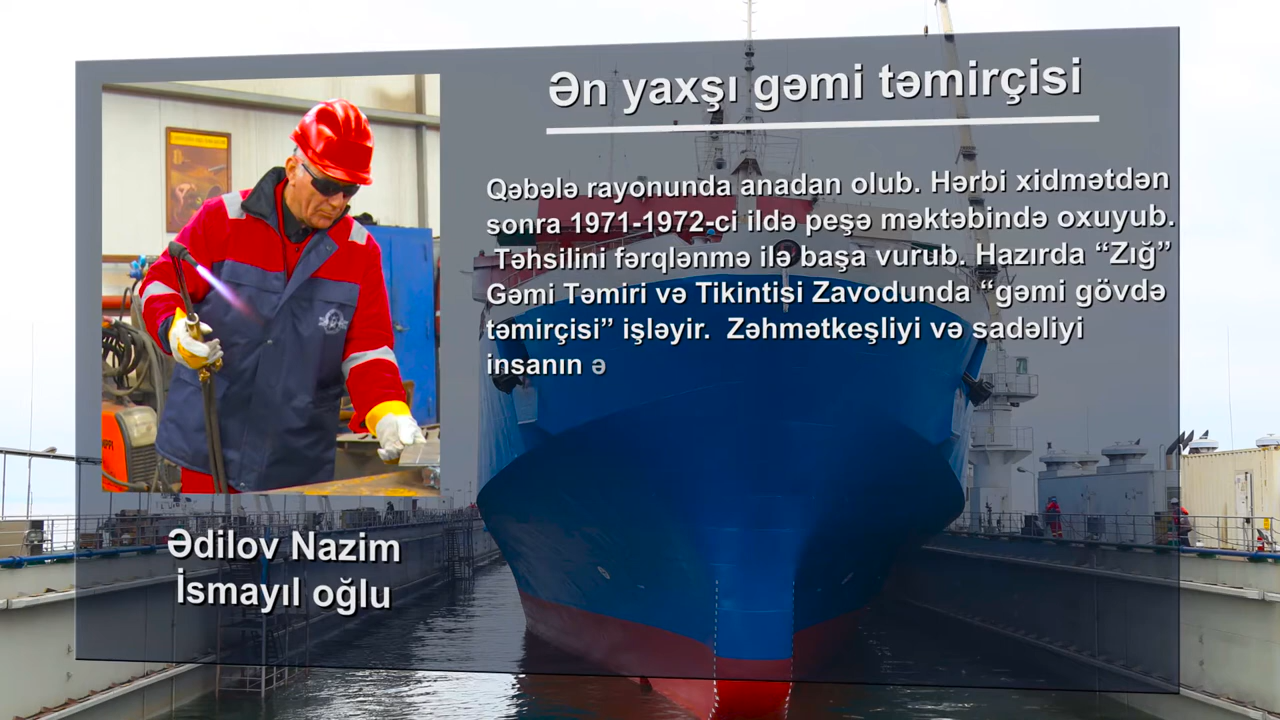 Ən yaxşı gəmi təmirçisi
Qəbələ rayonunda anadan olub. Hərbi xidmətdən
sonra 1971-1972-ci ildə peşə məktəbində oxuyub.
Təhsilini fərqlənmə ilə başa vurub. Hazırda “Zığ”
Gəmi Təmiri və Tikintisi Zavodunda “gəmi gövdə
təmirçisi” işləyir. Zəhmətkeşliyi və sadəliyi
insanın ə
Ədilov Nazim
İsmayıl oğlu